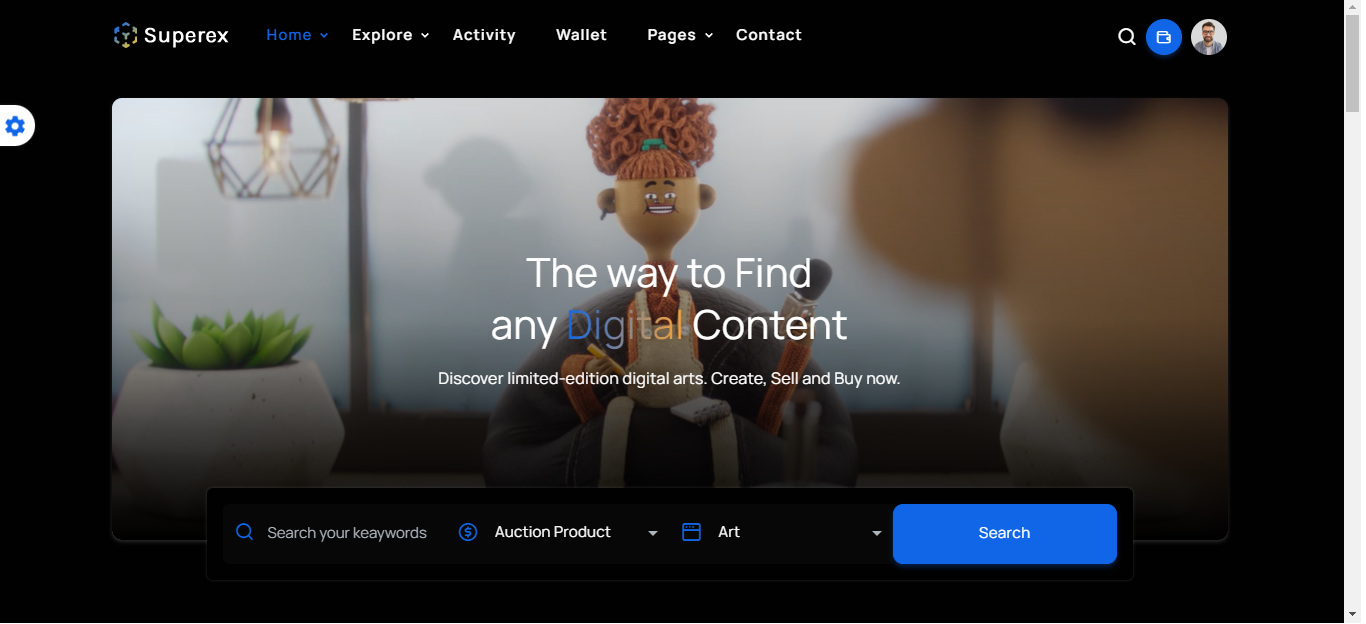 Superex
Home
Explore
Activity
Wallet
Pages
Contact
The way to Find
any Digital Content
Discover limited-edition digital arts. Create, Sell and Buy now.
Search your keaywords
Auction Product
Art
Search